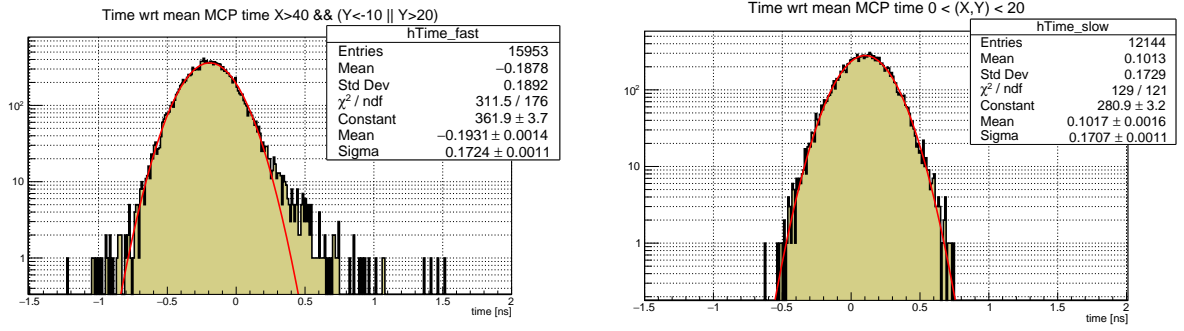 Time wrt mean MCP time X>40 && (Y<-10 || Y>20)
hTime_fast
Entries 15953
Mean −0.1878
Std Dev 0.1892
χ² / ndf 311.5 / 176
Constant 361.9 ± 3.7
Mean −0.1931 ± 0.0014
Sigma 0.1724 ± 0.0011
10²
10
1
−1.5 −1 −0.5 0 0.5 1 1.5 2
time [ns]
Time wrt mean MCP time 0 < (X,Y) < 20
hTime_slow
Entries 12144
Mean 0.1013
Std Dev 0.1729
χ² / ndf 129 / 121
Constant 280.9 ± 3.2
Mean 0.1017 ± 0.0016
Sigma 0.1707 ± 0.0011
10²
10
1
−1.5 −1 −0.5 0 0.5 1 1.5 2
time [ns]